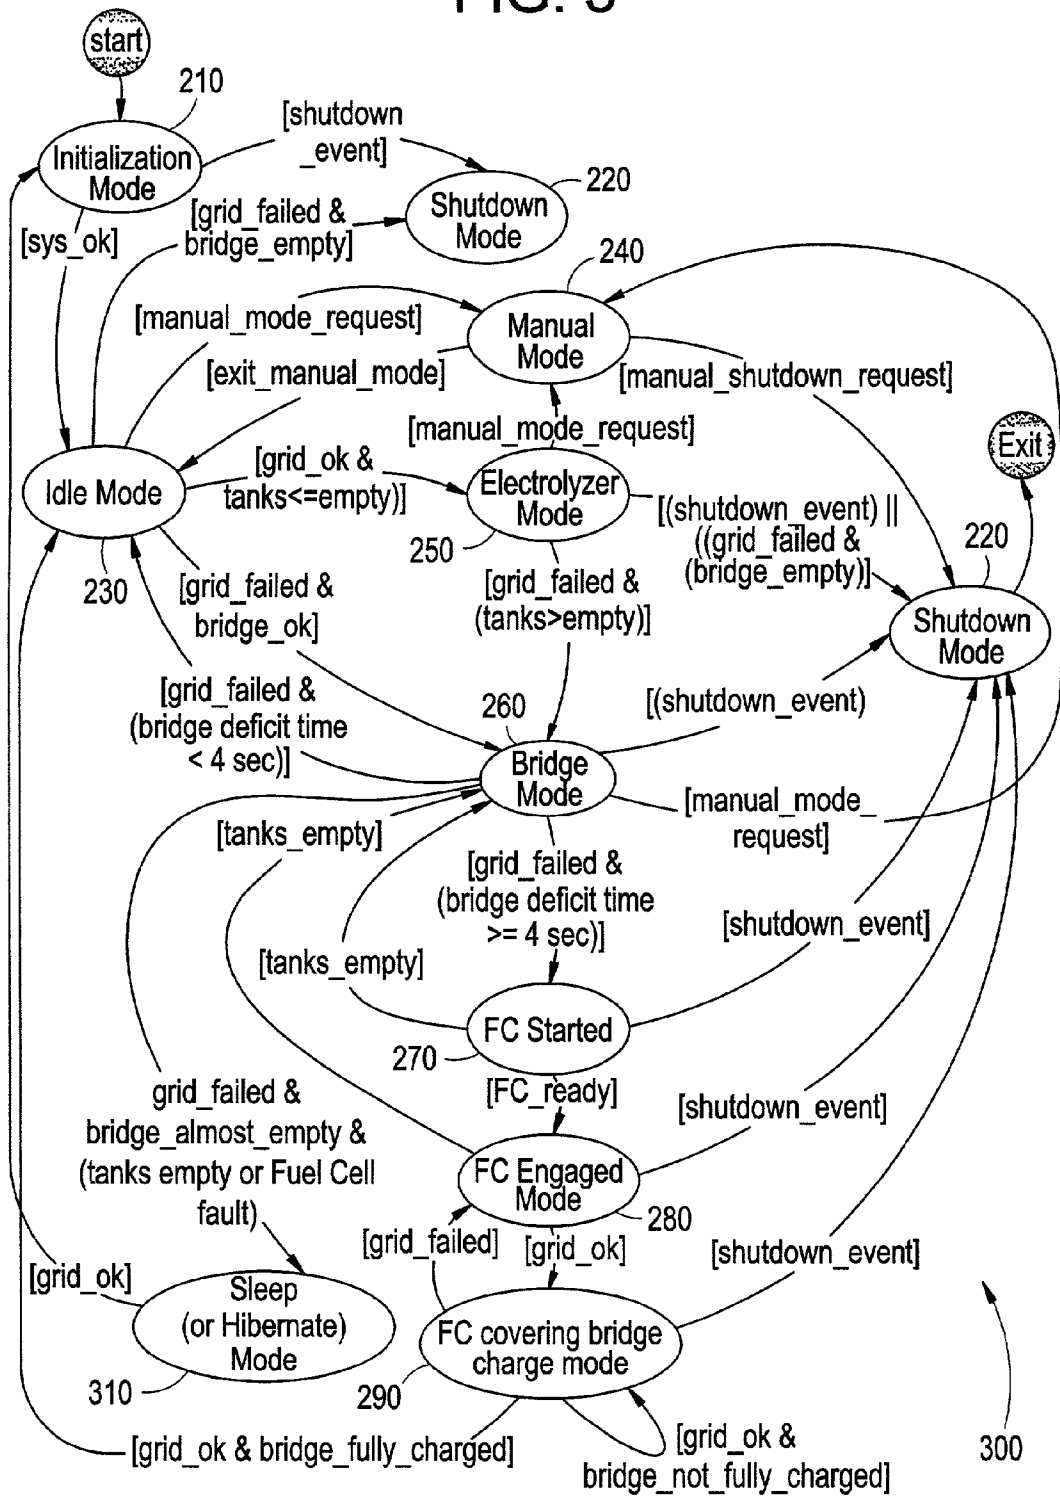 FIG. 3
start
210
Initialization
Mode
[shutdown
_event]
220
Shutdown
Mode
[grid_failed &
bridge_empty]
[sys_ok]
240
Manual
Mode
[manual_mode_request]
[exit_manual_mode]
[manual_shutdown_request]
[manual_mode_request]
Exit
Idle Mode
230
[grid_ok &
tanks<=empty)]
Electrolyzer
Mode
250
[(shutdown_event) ||
((grid_failed &
(bridge_empty)]
220
Shutdown
Mode
[grid_failed &
bridge_ok]
[grid_failed &
(tanks>empty)]
[grid_failed &
(bridge deficit time
< 4 sec)]
260
Bridge
Mode
[(shutdown_event)
[manual_mode_
request]
[tanks_empty]
[grid_failed &
(bridge deficit time
>= 4 sec)]
[tanks_empty]
[shutdown_event]
FC Started
270
[FC_ready]
grid_failed &
bridge_almost_empty &
(tanks empty or Fuel Cell
fault)
[shutdown_event]
FC Engaged
Mode
280
[grid_failed]
[grid_ok]
[shutdown_event]
[grid_ok]
Sleep
(or Hibernate)
Mode
310
FC covering bridge
charge mode
290
[grid_ok & bridge_fully_charged]
[grid_ok &
bridge_not_fully_charged]
300